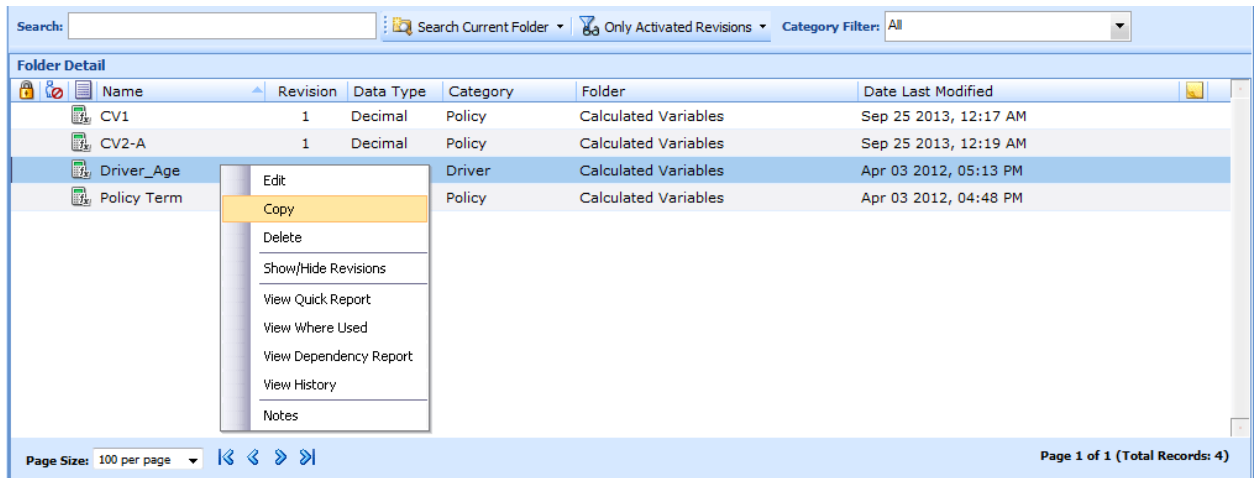 Search: Search Current Folder Only Activated Revisions Category Filter: All
Folder Detail
Name Revision Data Type Category Folder Date Last Modified
CV1 1 Decimal Policy Calculated Variables Sep 25 2013, 12:17 AM
CV2-A 1 Decimal Policy Calculated Variables Sep 25 2013, 12:19 AM
Driver_Age Driver Calculated Variables Apr 03 2012, 05:13 PM
Policy Term Policy Calculated Variables Apr 03 2012, 04:48 PM
Edit
Copy
Delete
Show/Hide Revisions
View Quick Report
View Where Used
View Dependency Report
View History
Notes
Page Size: 100 per page Page 1 of 1 (Total Records: 4)